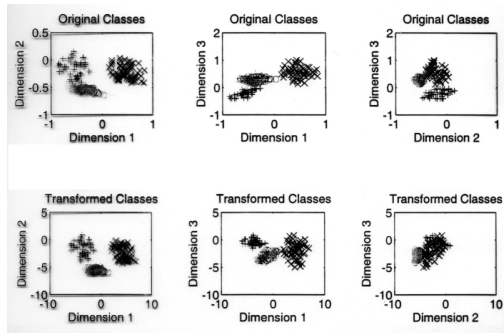 Original Classes
Dimension 2
0.5
0
-0.5
-1
-1 0 1
Dimension 1
Original Classes
Dimension 3
2
1
0
-1
-1 0 1
Dimension 1
Original Classes
Dimension 3
2
1
0
-1
-1 0 1
Dimension 2
Transformed Classes
Dimension 2
5
0
-5
-10
-10 0 10
Dimension 1
Transformed Classes
Dimension 3
5
0
-5
-10
-10 0 10
Dimension 1
Transformed Classes
Dimension 3
5
0
-5
-10
-10 0 10
Dimension 2